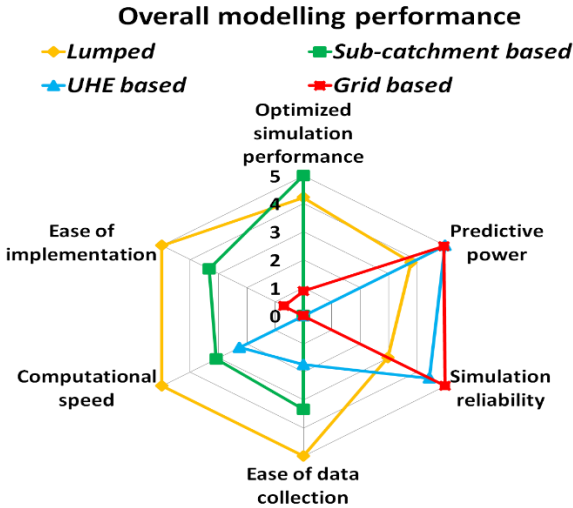 Overall modelling performance
Lumped
Sub-catchment based
UHE based
Grid based
Optimized
simulation
performance
5
4
3
2
1
0
Predictive
power
Simulation
reliability
Ease of data
collection
Computational
speed
Ease of
implementation